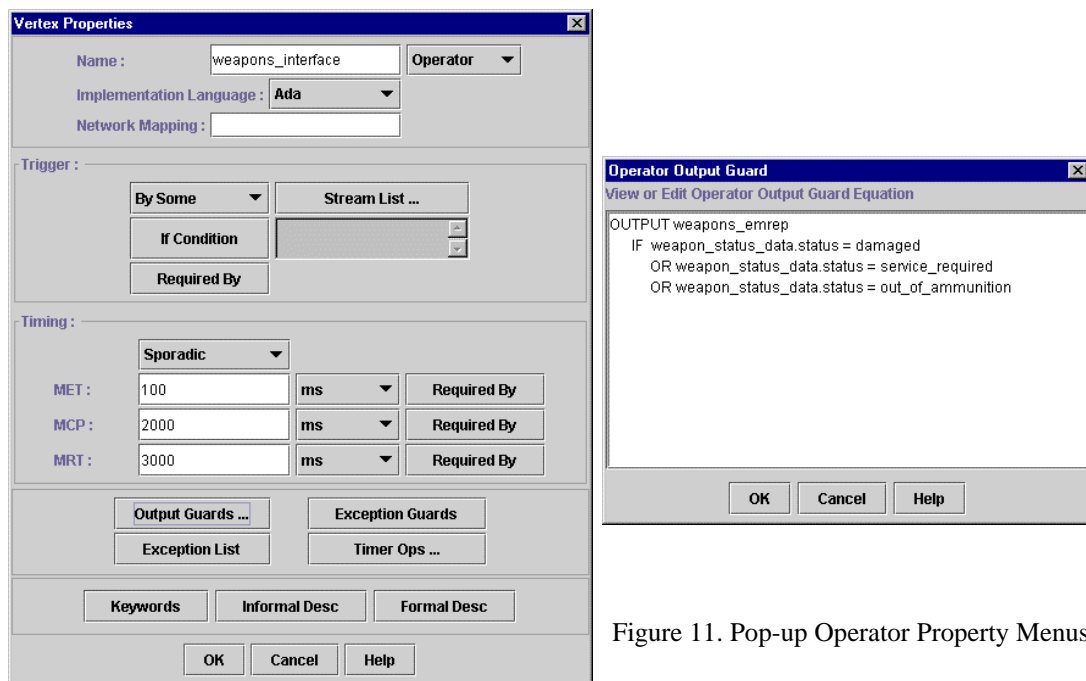 Vertex Properties
Name : weapons_interface Operator
Implementation Language : Ada
Network Mapping :
Trigger :
By Some Stream List ...
If Condition
Required By
Timing :
Sporadic
MET : 100 ms Required By
MCP : 2000 ms Required By
MRT : 3000 ms Required By
Output Guards ... Exception Guards
Exception List Timer Ops ...
Keywords Informal Desc Formal Desc
OK Cancel Help
Operator Output Guard
View or Edit Operator Output Guard Equation
OUTPUT weapons_emrep
IF weapon_status_data.status = damaged
OR weapon_status_data.status = service_required
OR weapon_status_data.status = out_of_ammunition
OK Cancel Help
Figure 11. Pop-up Operator Property Menus